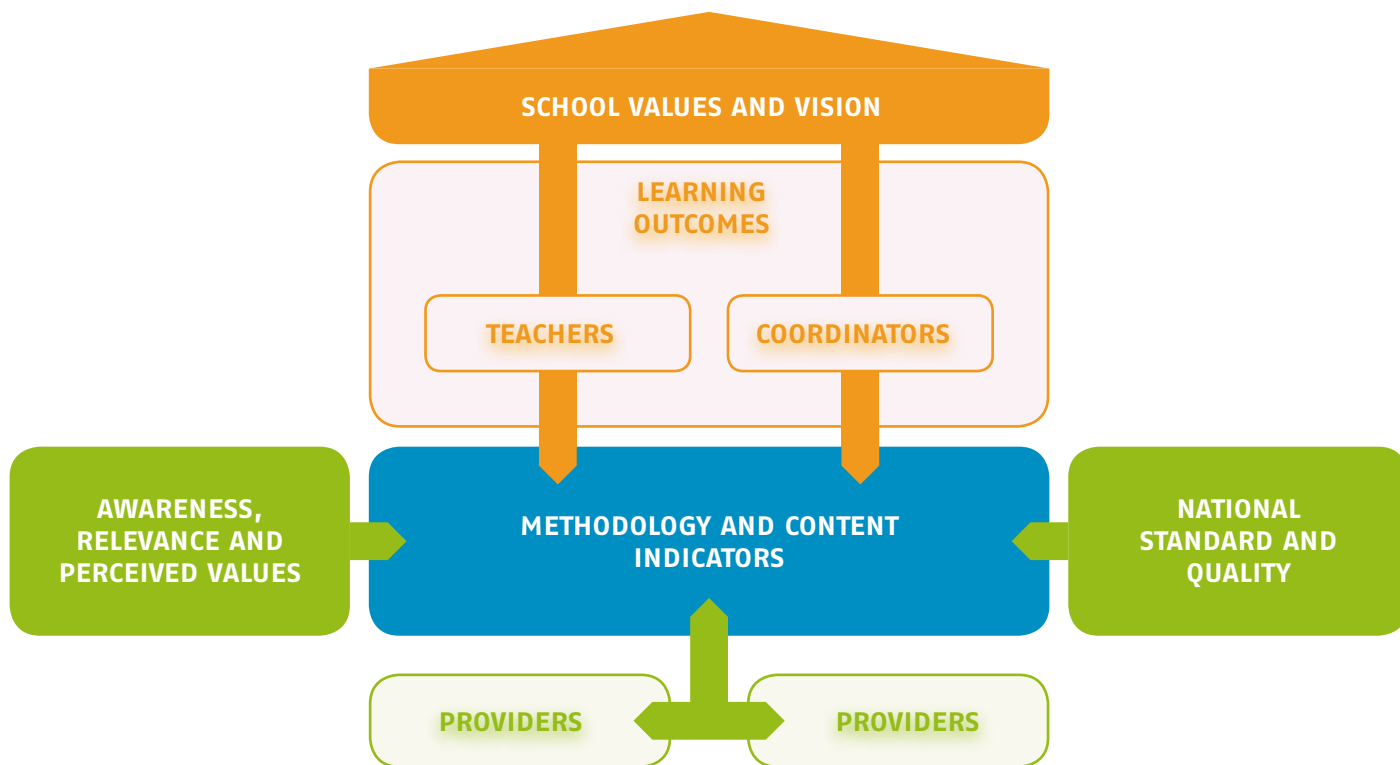 SCHOOL VALUES AND VISION
LEARNING
OUTCOMES
TEACHERS
COORDINATORS
AWARENESS,
RELEVANCE AND
PERCEIVED VALUES
METHODOLOGY AND CONTENT
INDICATORS
NATIONAL
STANDARD AND
QUALITY
PROVIDERS
PROVIDERS